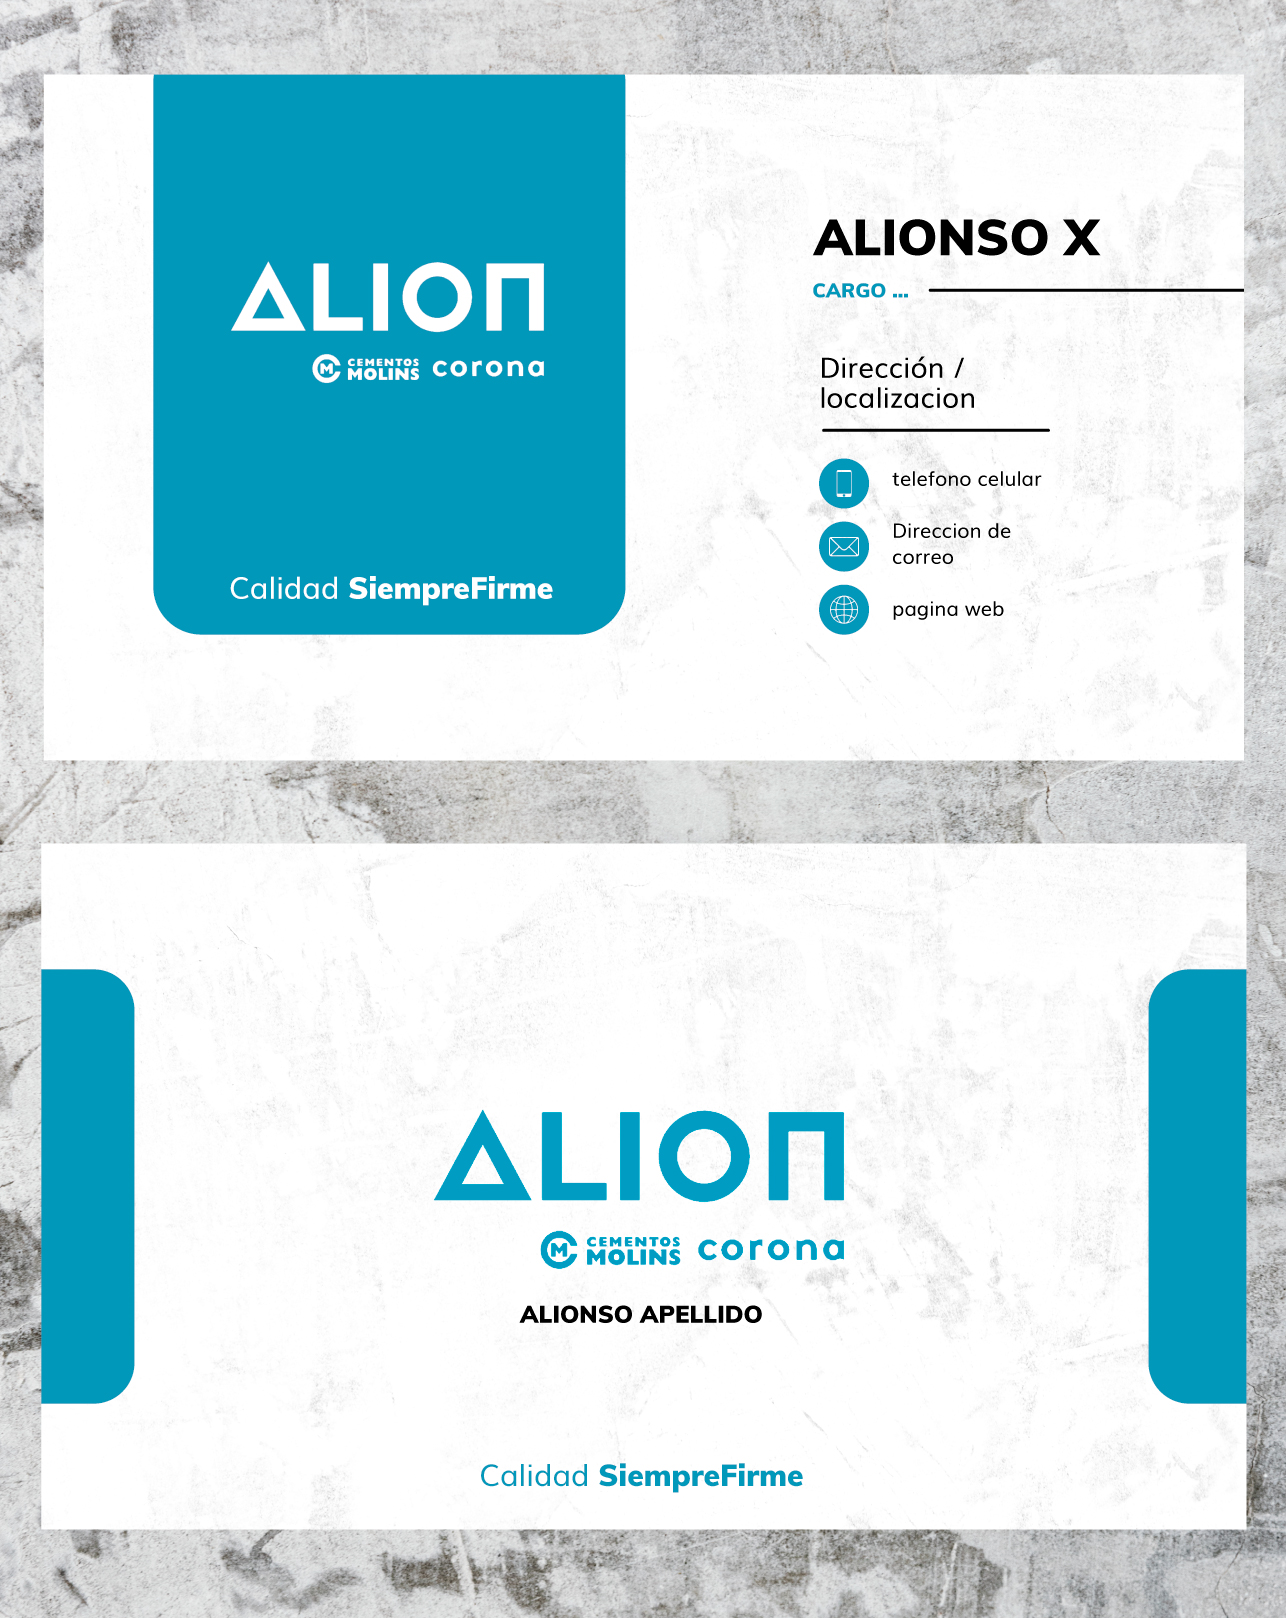 ALION
CEMENTOS MOLINS corona
Calidad SiempreFirme
ALIONSO X
CARGO ...
Dirección /
localizacion
telefono celular
Direccion de
correo
pagina web
ALION
CEMENTOS MOLINS corona
ALIONSO APELLIDO
Calidad SiempreFirme